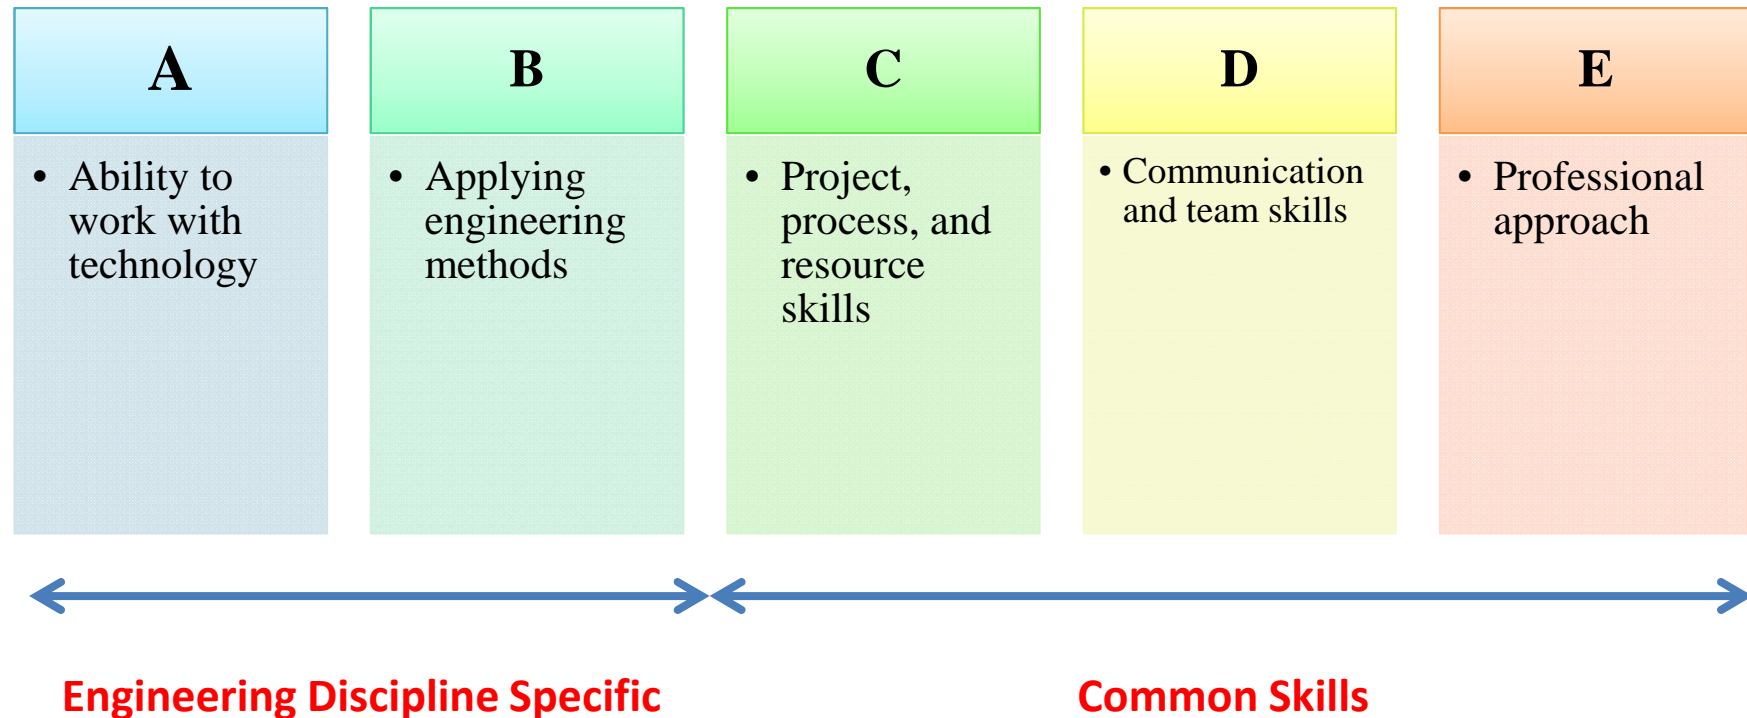 A
• Ability to
work with
technology
B
• Applying
engineering
methods
C
• Project,
process, and
resource
skills
D
• Communication
and team skills
E
• Professional
approach
Engineering Discipline Specific
Common Skills